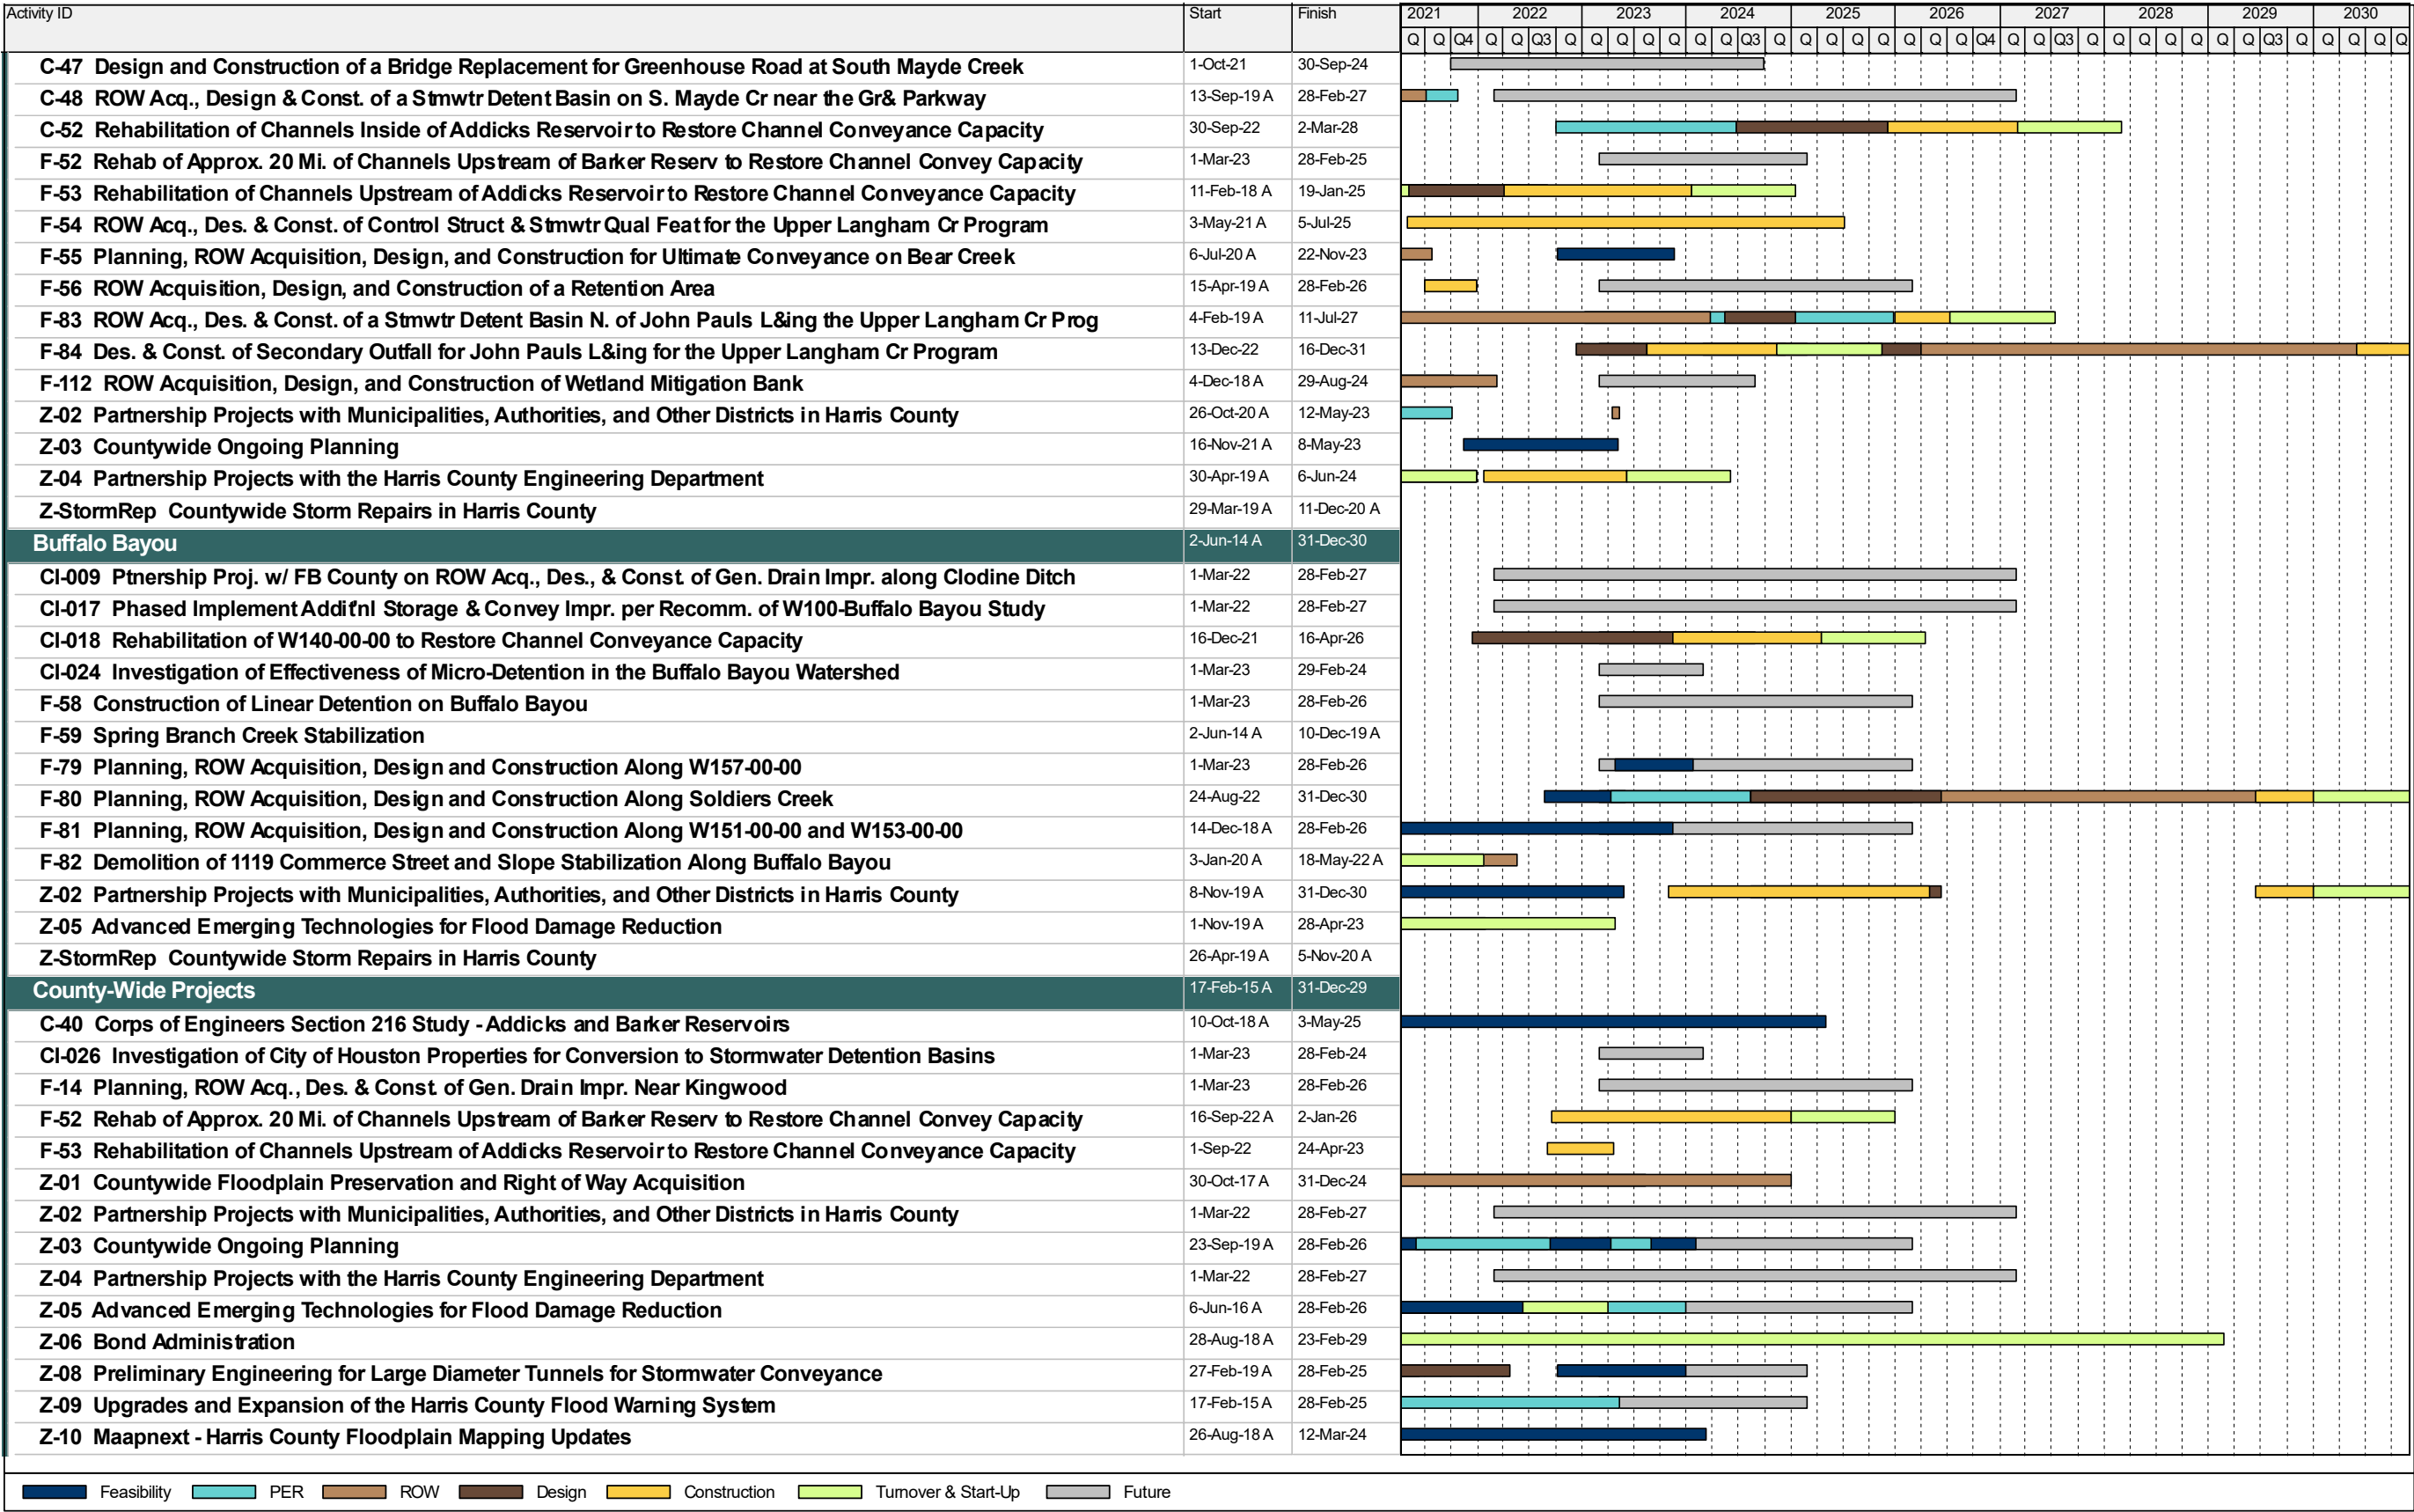 Activity ID Start Finish 2021 2022 2023 2024 2025 2026 2027 2028 2029 2030
Q Q Q4 Q Q Q3 Q Q Q Q Q Q Q Q3 Q Q Q Q Q Q Q Q Q4 Q Q Q3 Q Q Q Q Q Q Q Q3 Q Q Q Q Q
C-47 Design and Construction of a Bridge Replacement for Greenhouse Road at South Mayde Creek 1-Oct-21 30-Sep-24
C-48 ROW Acq., Design & Const. of a Stmwtr Detent Basin on S. Mayde Cr near the Gr& Parkway 13-Sep-19 A 28-Feb-27
C-52 Rehabilitation of Channels Inside of Addicks Reservoir to Restore Channel Conveyance Capacity 30-Sep-22 2-Mar-28
F-52 Rehab of Approx. 20 Mi. of Channels Upstream of Barker Reserv to Restore Channel Convey Capacity 1-Mar-23 28-Feb-25
F-53 Rehabilitation of Channels Upstream of Addicks Reservoir to Restore Channel Conveyance Capacity 11-Feb-18 A 19-Jan-25
F-54 ROW Acq., Des. & Const. of Control Struct & Stmwtr Qual Feat for the Upper Langham Cr Program 3-May-21 A 5-Jul-25
F-55 Planning, ROW Acquisition, Design, and Construction for Ultimate Conveyance on Bear Creek 6-Jul-20 A 22-Nov-23
F-56 ROW Acquisition, Design, and Construction of a Retention Area 15-Apr-19 A 28-Feb-26
F-83 ROW Acq., Des. & Const. of a Stmwtr Detent Basin N. of John Pauls L&ing the Upper Langham Cr Prog 4-Feb-19 A 11-Jul-27
F-84 Des. & Const. of Secondary Outfall for John Pauls L&ing for the Upper Langham Cr Program 13-Dec-22 16-Dec-31
F-112 ROW Acquisition, Design, and Construction of Wetland Mitigation Bank 4-Dec-18 A 29-Aug-24
Z-02 Partnership Projects with Municipalities, Authorities, and Other Districts in Harris County 26-Oct-20 A 12-May-23
Z-03 Countywide Ongoing Planning 16-Nov-21 A 8-May-23
Z-04 Partnership Projects with the Harris County Engineering Department 30-Apr-19 A 6-Jun-24
Z-StormRep Countywide Storm Repairs in Harris County 29-Mar-19 A 11-Dec-20 A
Buffalo Bayou 2-Jun-14 A 31-Dec-30
CI-009 Ptnership Proj. w/ FB County on ROW Acq., Des., & Const. of Gen. Drain Impr. along Clodine Ditch 1-Mar-22 28-Feb-27
CI-017 Phased Implement Addit'nl Storage & Convey Impr. per Recomm. of W100-Buffalo Bayou Study 1-Mar-22 28-Feb-27
CI-018 Rehabilitation of W140-00-00 to Restore Channel Conveyance Capacity 16-Dec-21 16-Apr-26
CI-024 Investigation of Effectiveness of Micro-Detention in the Buffalo Bayou Watershed 1-Mar-23 29-Feb-24
F-58 Construction of Linear Detention on Buffalo Bayou 1-Mar-23 28-Feb-26
F-59 Spring Branch Creek Stabilization 2-Jun-14 A 10-Dec-19 A
F-79 Planning, ROW Acquisition, Design and Construction Along W157-00-00 1-Mar-23 28-Feb-26
F-80 Planning, ROW Acquisition, Design and Construction Along Soldiers Creek 24-Aug-22 31-Dec-30
F-81 Planning, ROW Acquisition, Design and Construction Along W151-00-00 and W153-00-00 14-Dec-18 A 28-Feb-26
F-82 Demolition of 1119 Commerce Street and Slope Stabilization Along Buffalo Bayou 3-Jan-20 A 18-May-22 A
Z-02 Partnership Projects with Municipalities, Authorities, and Other Districts in Harris County 8-Nov-19 A 31-Dec-30
Z-05 Advanced Emerging Technologies for Flood Damage Reduction 1-Nov-19 A 28-Apr-23
Z-StormRep Countywide Storm Repairs in Harris County 26-Apr-19 A 5-Nov-20 A
County-Wide Projects 17-Feb-15 A 31-Dec-29
C-40 Corps of Engineers Section 216 Study - Addicks and Barker Reservoirs 10-Oct-18 A 3-May-25
CI-026 Investigation of City of Houston Properties for Conversion to Stormwater Detention Basins 1-Mar-23 28-Feb-24
F-14 Planning, ROW Acq., Des. & Const. of Gen. Drain Impr. Near Kingwood 1-Mar-23 28-Feb-26
F-52 Rehab of Approx. 20 Mi. of Channels Upstream of Barker Reserv to Restore Channel Convey Capacity 16-Sep-22 A 2-Jan-26
F-53 Rehabilitation of Channels Upstream of Addicks Reservoir to Restore Channel Conveyance Capacity 1-Sep-22 24-Apr-23
Z-01 Countywide Floodplain Preservation and Right of Way Acquisition 30-Oct-17 A 31-Dec-24
Z-02 Partnership Projects with Municipalities, Authorities, and Other Districts in Harris County 1-Mar-22 28-Feb-27
Z-03 Countywide Ongoing Planning 23-Sep-19 A 28-Feb-26
Z-04 Partnership Projects with the Harris County Engineering Department 1-Mar-22 28-Feb-27
Z-05 Advanced Emerging Technologies for Flood Damage Reduction 6-Jun-16 A 28-Feb-26
Z-06 Bond Administration 28-Aug-18 A 23-Feb-29
Z-08 Preliminary Engineering for Large Diameter Tunnels for Stormwater Conveyance 27-Feb-19 A 28-Feb-25
Z-09 Upgrades and Expansion of the Harris County Flood Warning System 17-Feb-15 A 28-Feb-25
Z-10 Maapnext - Harris County Floodplain Mapping Updates 26-Aug-18 A 12-Mar-24
Feasibility PER ROW Design Construction Turnover & Start-Up Future